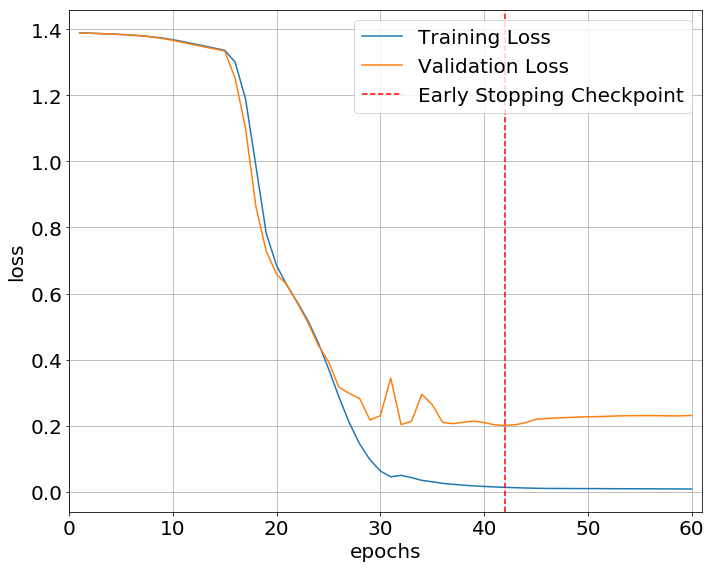 1.4
1.2
1.0
0.8
0.6
0.4
0.2
0.0
loss
Training Loss
Validation Loss
Early Stopping Checkpoint
0 10 20 30 40 50 60
epochs